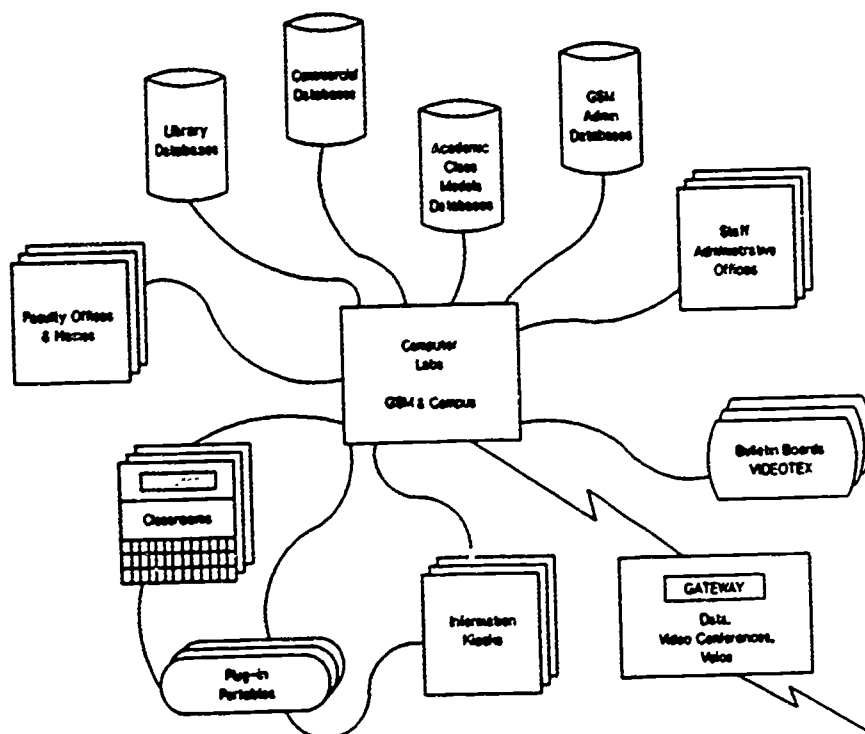 Commercial
Databases
GSM
Admin
Databases
Library
Databases
Academic
Class
Models
Databases
Staff
Administrative
Offices
Faculty Offices
& Homes
Computer
Labs
GSM & Campus
Bulletin Boards
VIDEOTEX
Classrooms
GATEWAY
Data,
Video Conferences,
Voice
Information
Kiosks
Plug-in
Portables